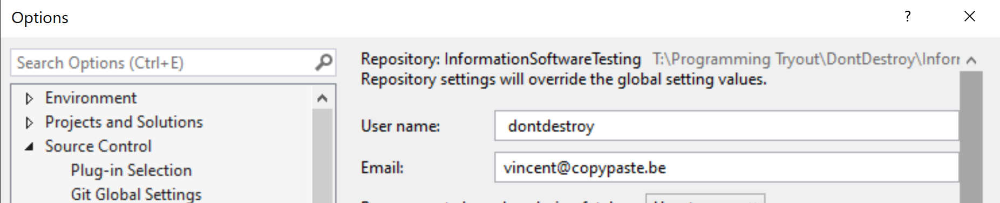 Options
?
Search Options (Ctrl+E)
Environment
Projects and Solutions
Source Control
Plug-in Selection
Git Global Settings
Repository: InformationSoftwareTesting T:\Programming Tryout\DontDestroy\Inforr
Repository settings will override the global setting values.
User name: dontdestroy
Email: vincent@copypaste.be